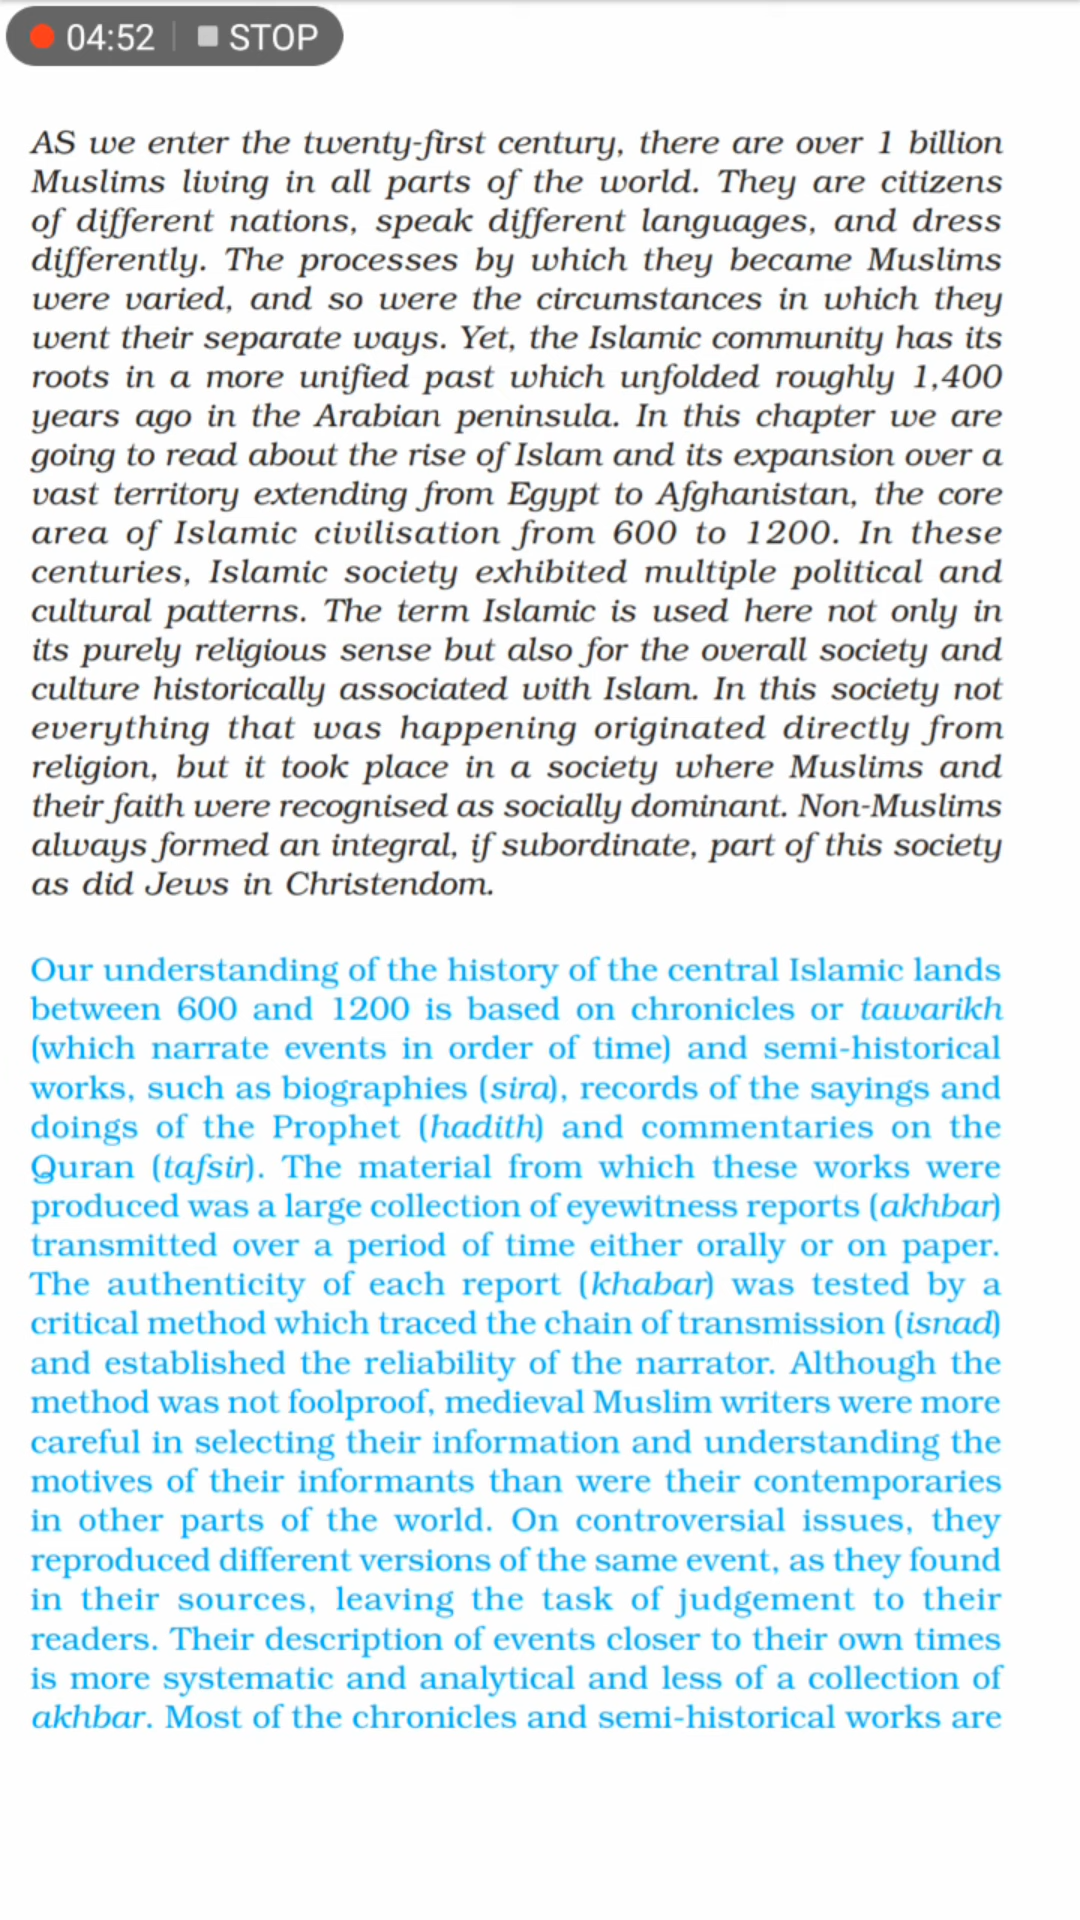 04:52 STOP
AS we enter the twenty-first century, there are over 1 billion
Muslims living in all parts of the world. They are citizens
of different nations, speak different languages, and dress
differently. The processes by which they became Muslims
were varied, and so were the circumstances in which they
went their separate ways. Yet, the Islamic community has its
roots in a more unified past which unfolded roughly 1,400
years ago in the Arabian peninsula. In this chapter we are
going to read about the rise of Islam and its expansion over a
vast territory extending from Egypt to Afghanistan, the core
area of Islamic civilisation from 600 to 1200. In these
centuries, Islamic society exhibited multiple political and
cultural patterns. The term Islamic is used here not only in
its purely religious sense but also for the overall society and
culture historically associated with Islam. In this society not
everything that was happening originated directly from
religion, but it took place in a society where Muslims and
their faith were recognised as socially dominant. Non-Muslims
always formed an integral, if subordinate, part of this society
as did Jews in Christendom.
Our understanding of the history of the central Islamic lands
between 600 and 1200 is based on chronicles or tawarikh
(which narrate events in order of time) and semi-historical
works, such as biographies (sira), records of the sayings and
doings of the Prophet (hadith) and commentaries on the
Quran (tafsir). The material from which these works were
produced was a large collection of eyewitness reports (akhbar)
transmitted over a period of time either orally or on paper.
The authenticity of each report (khabar) was tested by a
critical method which traced the chain of transmission (isnad)
and established the reliability of the narrator. Although the
method was not foolproof, medieval Muslim writers were more
careful in selecting their information and understanding the
motives of their informants than were their contemporaries
in other parts of the world. On controversial issues, they
reproduced different versions of the same event, as they found
in their sources, leaving the task of judgement to their
readers. Their description of events closer to their own times
is more systematic and analytical and less of a collection of
akhbar. Most of the chronicles and semi-historical works are